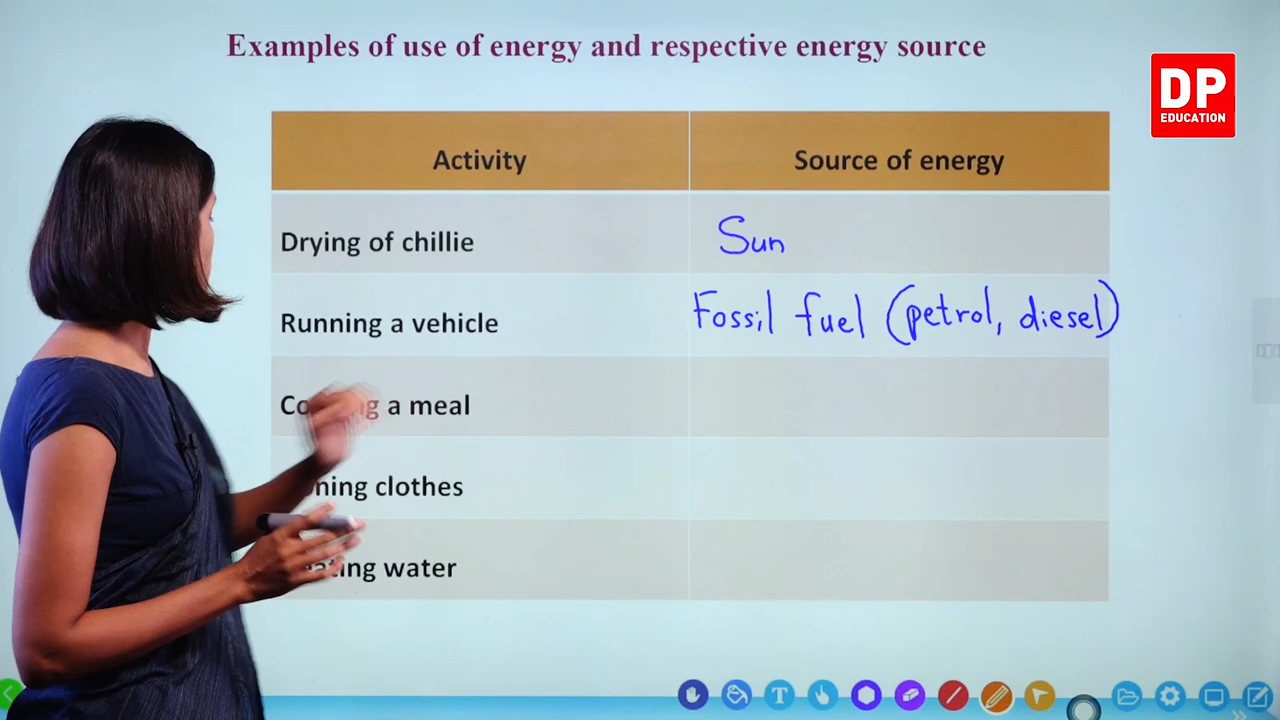 Examples of use of energy and respective energy source
DP
EDUCATION
Activity
Source of energy
Drying of chillie
Sun
Running a vehicle
Fossil fuel (petrol, diesel)
a meal
clothes
water